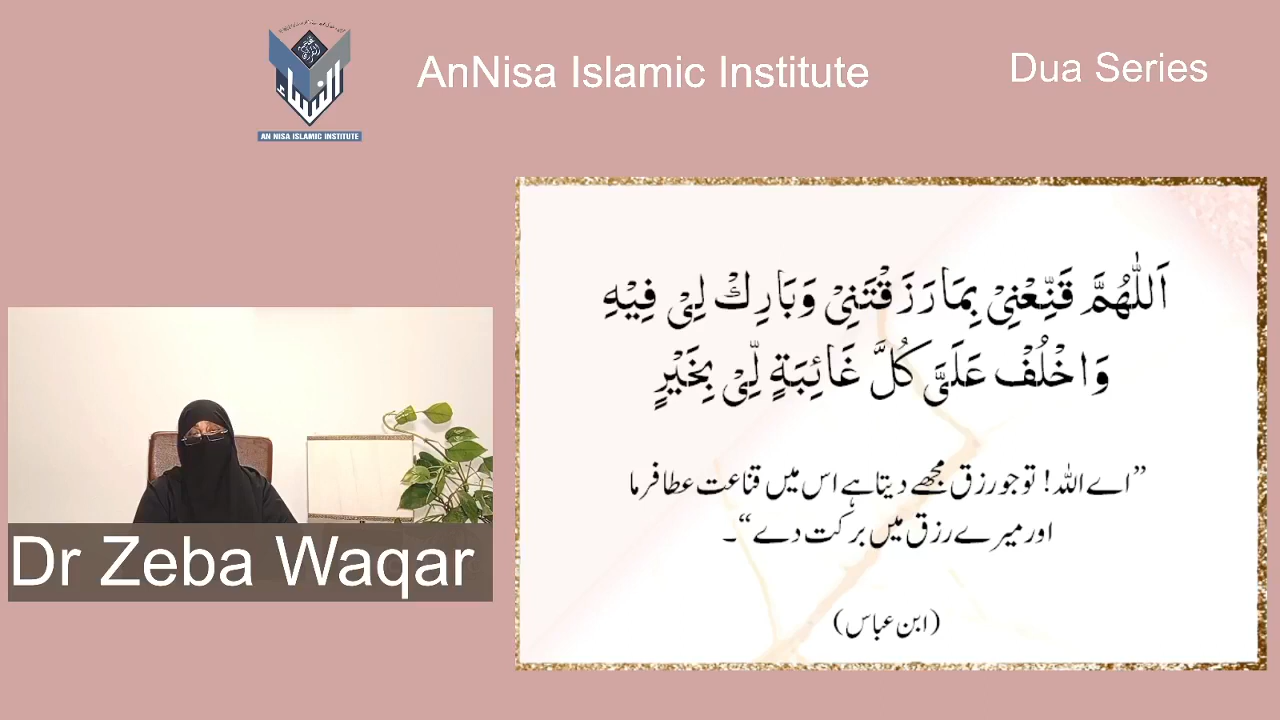 AN NISA ISLAMIC INSTITUTE
AnNisa Islamic Institute
Dua Series
اَللّٰهُمَّ قَنِّعْنِيْ بِمَا رَزَقْتَنِيْ وَبَارِكْ لِيْ فِيْهِ
وَاخْلُفْ عَلَيَّ كُلَّ غَائِبَةٍ لِّيْ بِخَيْرٍ
”اے اللہ! تو جو رزق مجھے دیتا ہے اس میں قناعت عطا فرما
اور میرے رزق میں برکت دے“۔
(ابن عباس)
Dr Zeba Waqar